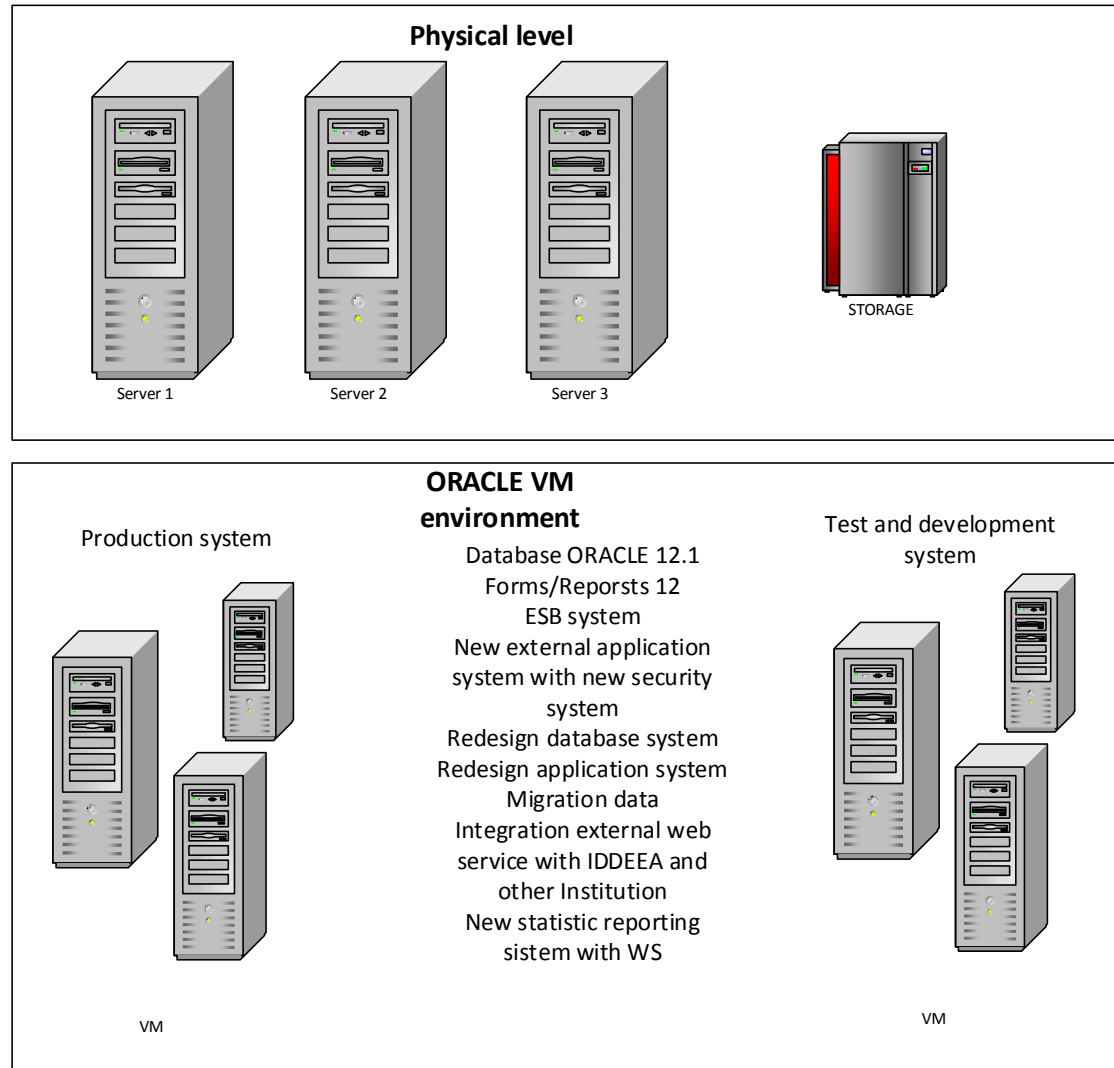 Physical level
STORAGE
Server 1
Server 2
Server 3
ORACLE VM
environment
Production system
Test and development
system
Database ORACLE 12.1
Forms/Reporsts 12
ESB system
New external application
system with new security
system
Redesign database system
Redesign application system
Migration data
Integration external web
service with IDDEEA and
other Institution
New statistic reporting
sistem with WS
VM
VM